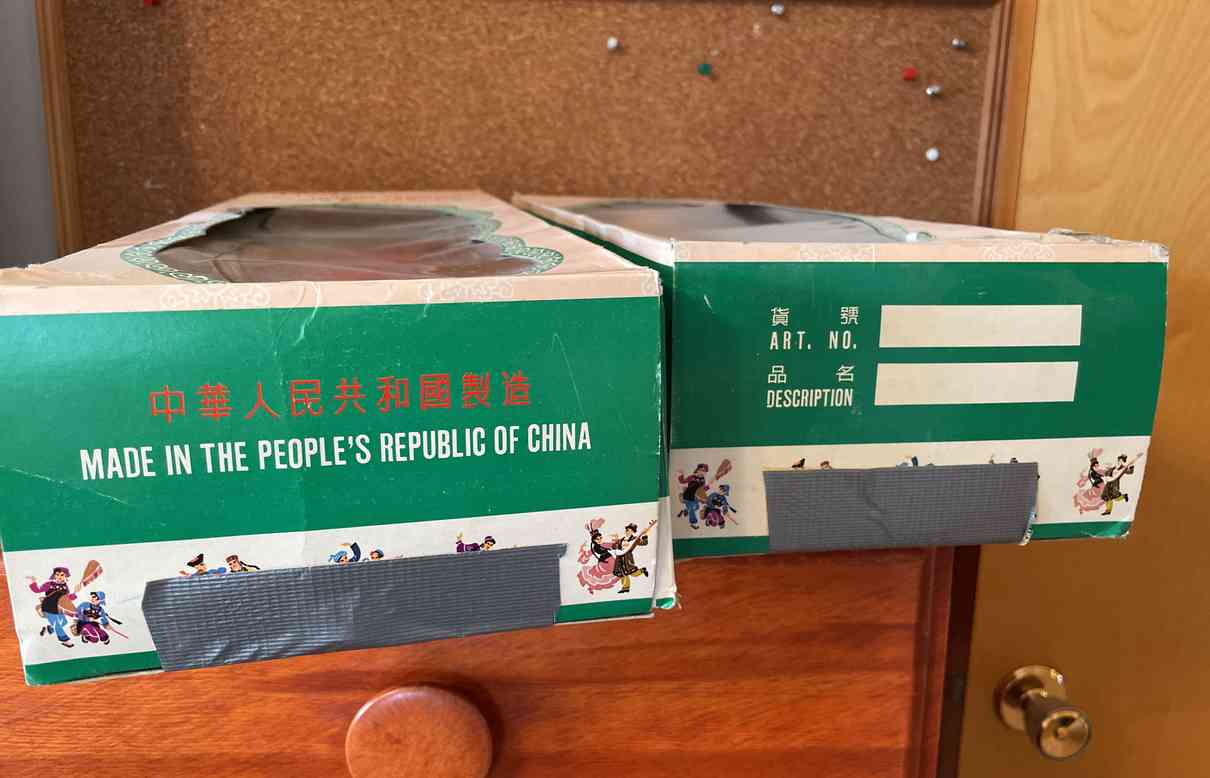 中華人民共和國製造
MADE IN THE PEOPLE'S REPUBLIC OF CHINA
貨 號
ART. NO.
品 名
DESCRIPTION